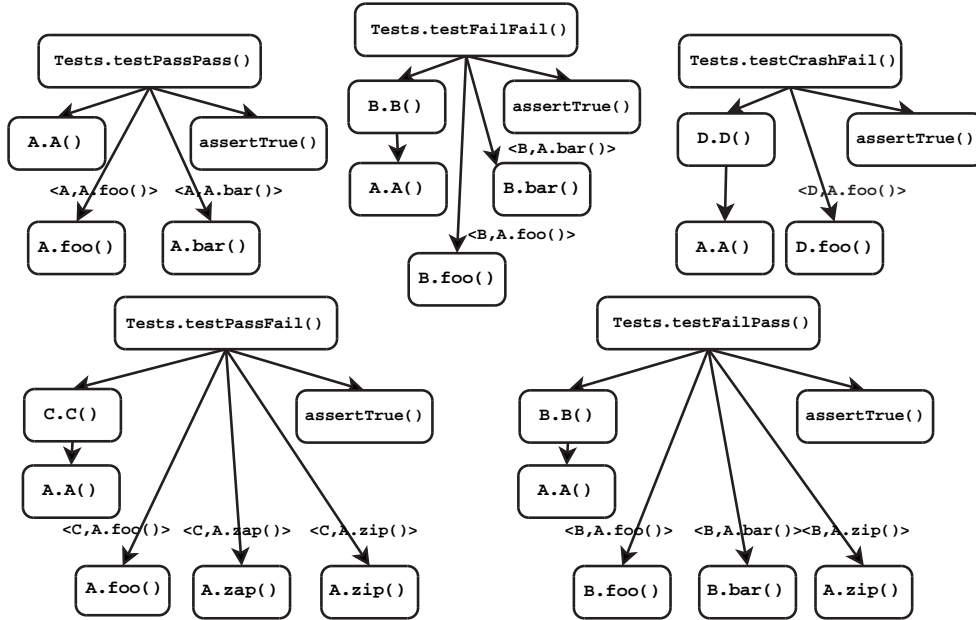 Tests.testPassPass()
A.A()
assertTrue()
<A,A.foo()>
<A,A.bar()>
A.foo()
A.bar()
Tests.testFailFail()
B.B()
assertTrue()
<B,A.bar()>
A.A()
B.bar()
<B,A.foo()>
B.foo()
Tests.testCrashFail()
D.D()
assertTrue()
<D,A.foo()>
A.A()
D.foo()
Tests.testPassFail()
C.C()
assertTrue()
A.A()
<C,A.foo()>
<C,A.zap()>
<C,A.zip()>
A.foo()
A.zap()
A.zip()
Tests.testFailPass()
B.B()
assertTrue()
A.A()
<B,A.foo()>
<B,A.bar()>
<B,A.zip()>
B.foo()
B.bar()
A.zip()